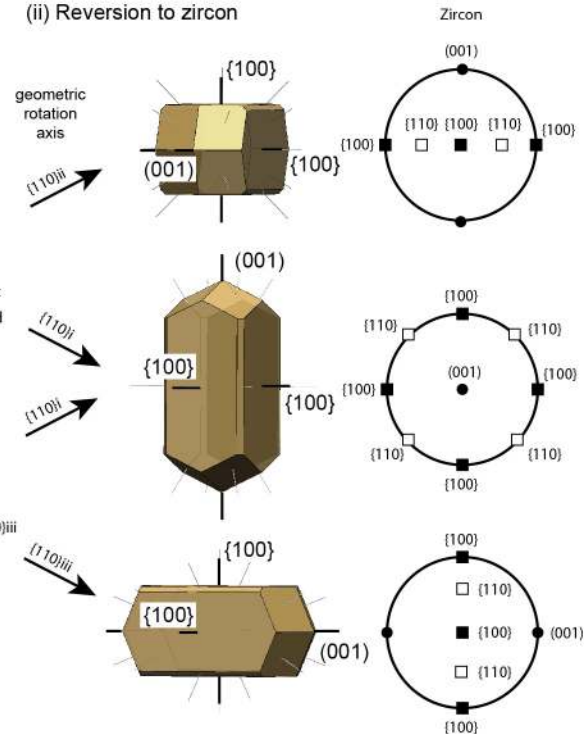 (ii) Reversion to zircon
Zircon
geometric
rotation
axis
{110}ii
{100}
(001)
{100}
(001)
{100}
{110} {100} {110}
{100}
{110}i
{110}i
(001)
{100}
{100}
{100}
{110}
{110}
{100}
(001)
{100}
{110}
{110}
{100}
{110}iii
{100}
{100}
(001)
{100}
{110}
{100}
(001)
{110}
{100}